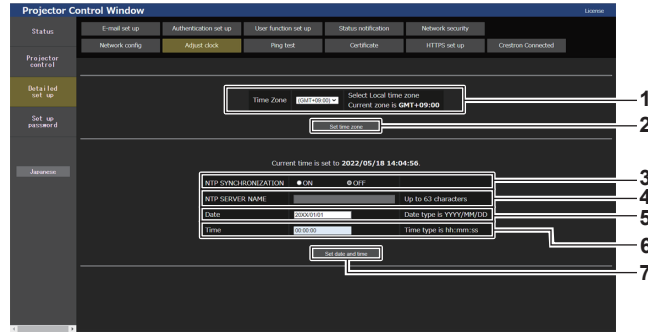 Projector Control Window
License
Status
E-mail set up
Authentication set up
User function set up
Status notification
Network security
Network config
Adjust clock
Ping test
Certificate
HTTPS set up
Crestron Connected
Projector
control
Detailed
set up
Set up
password
Japanese
Time Zone
(GMT+09:00)
Select Local time
zone
Current zone is GMT+09:00
1
Set time zone
2
Current time is set to 2022/05/18 14:04:56.
NTP SYNCHRONIZATION
ON
OFF
3
NTP SERVER NAME
Up to 63 characters
4
Date
20XX/01/01
Date type is YYYY/MM/DD
5
Time
00:00:00
Time type is hh:mm:ss
6
Set date and time
7